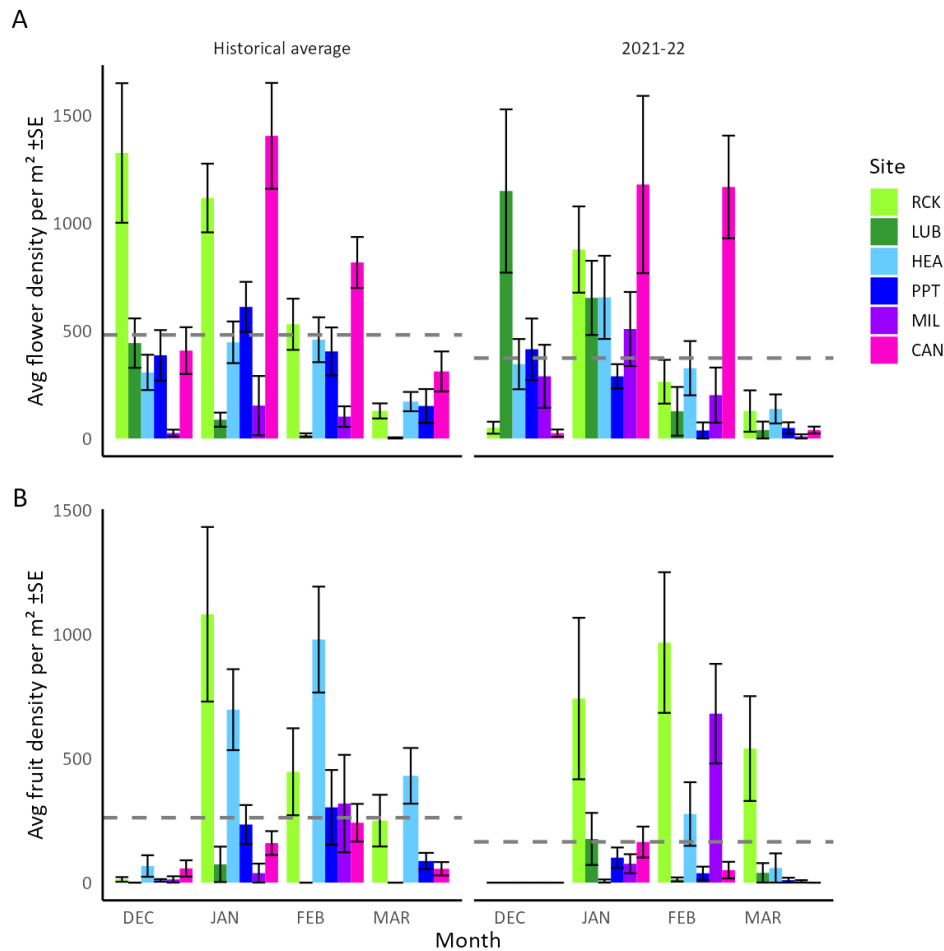 A
Historical average
2021-22
Avg flower density per m² ±SE
1500
1000
500
0
Site
RCK
LUB
HEA
PPT
MIL
CAN
B
Avg fruit density per m² ±SE
1500
1000
500
0
DEC JAN FEB MAR
DEC JAN FEB MAR
Month